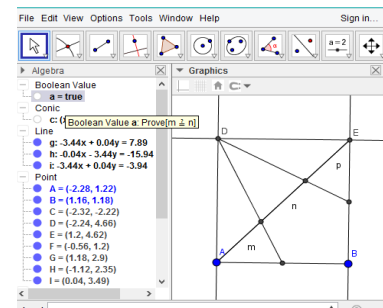 File Edit View Options Tools Window Help Sign in...
a=2
Algebra
Graphics
Boolean Value
a = true
Conic
c: (
Boolean Value a: Prove[m ≟ n]
Line
g: -3.44x + 0.04y = 7.89
h: -0.04x - 3.44y = -15.94
i: -3.44x + 0.04y = -3.94
Point
A = (-2.28, 1.22)
B = (1.16, 1.18)
C = (-2.32, -2.22)
D = (-2.24, 4.66)
E = (1.2, 4.62)
F = (-0.56, 1.2)
G = (1.18, 2.9)
H = (-1.12, 2.35)
I = (0.04, 3.49)
D
E
p
n
m
A
B